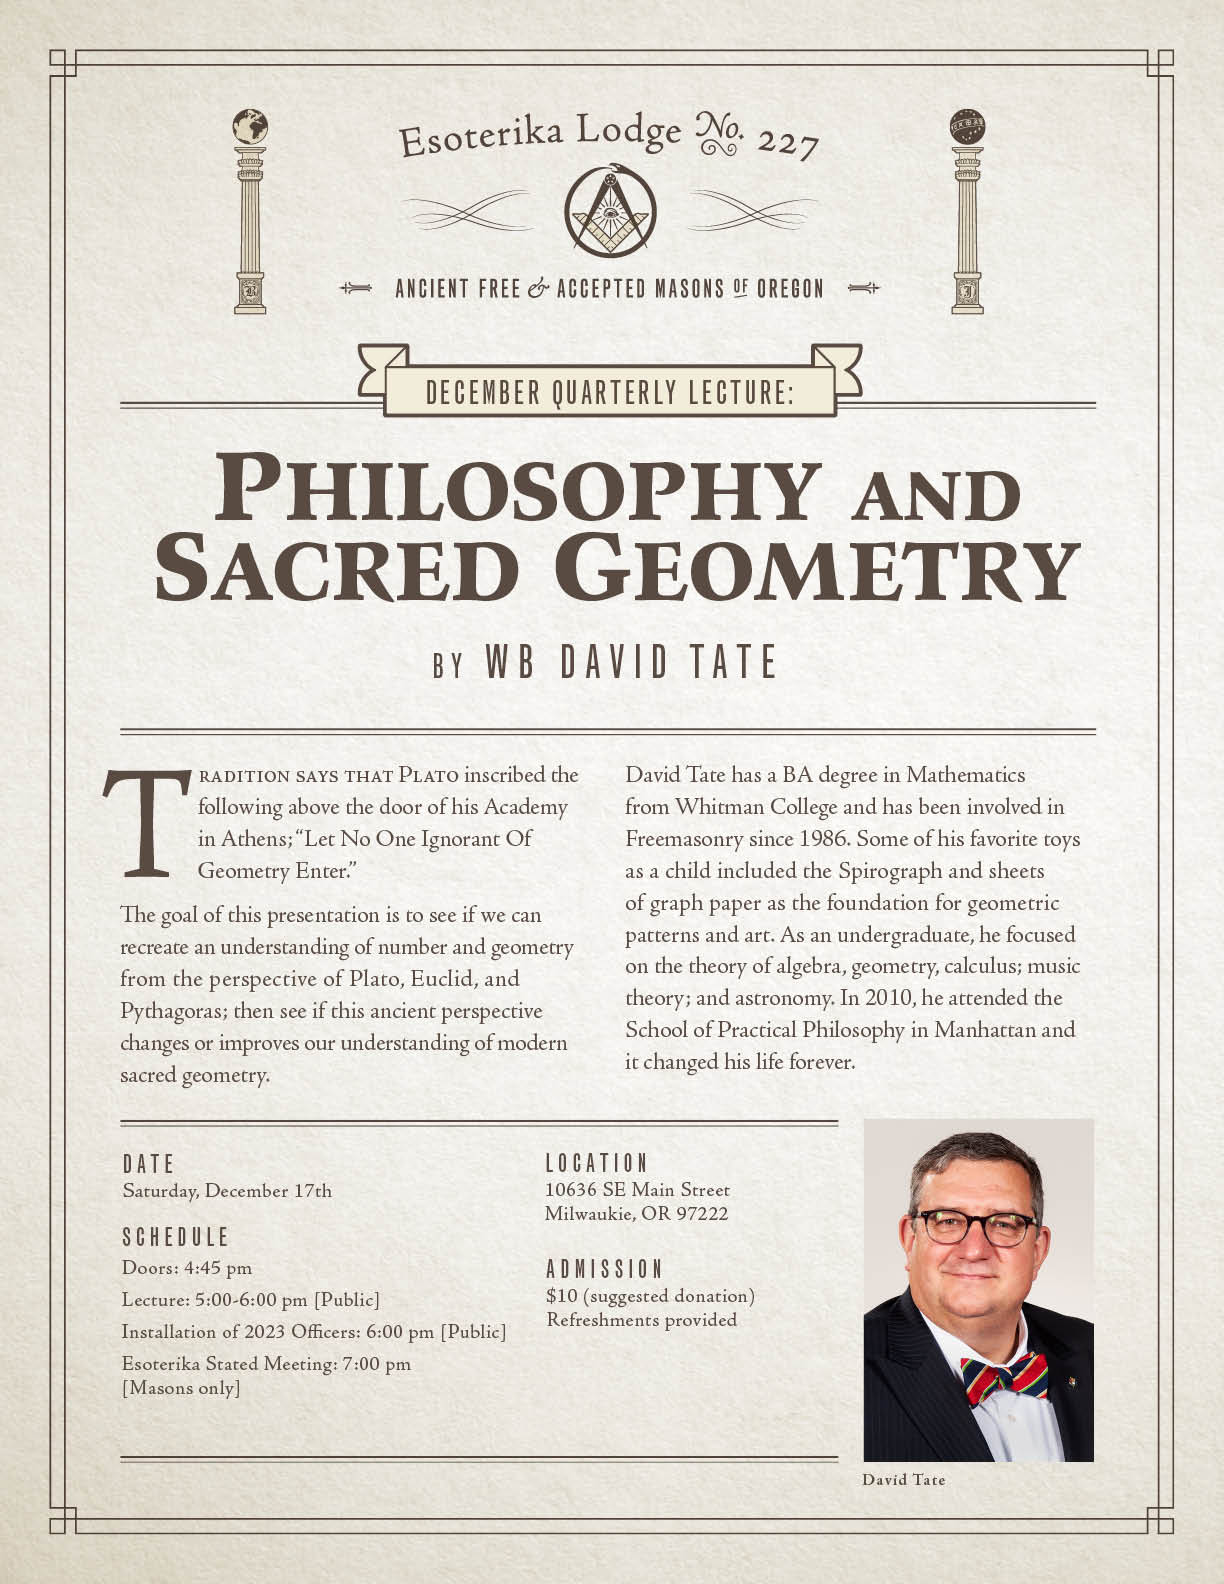 Esoterika Lodge No. 227
ANCIENT FREE & ACCEPTED MASONS OF OREGON
B
J
DECEMBER QUARTERLY LECTURE:
PHILOSOPHY AND
SACRED GEOMETRY
BY WB DAVID TATE
TRADITION SAYS THAT PLATO inscribed the
following above the door of his Academy
in Athens; “Let No One Ignorant Of
Geometry Enter.”
The goal of this presentation is to see if we can
recreate an understanding of number and geometry
from the perspective of Plato, Euclid, and
Pythagoras; then see if this ancient perspective
changes or improves our understanding of modern
sacred geometry.
David Tate has a BA degree in Mathematics
from Whitman College and has been involved in
Freemasonry since 1986. Some of his favorite toys
as a child included the Spirograph and sheets
of graph paper as the foundation for geometric
patterns and art. As an undergraduate, he focused
on the theory of algebra, geometry, calculus; music
theory; and astronomy. In 2010, he attended the
School of Practical Philosophy in Manhattan and
it changed his life forever.
DATE
Saturday, December 17th
SCHEDULE
Doors: 4:45 pm
Lecture: 5:00-6:00 pm [Public]
Installation of 2023 Officers: 6:00 pm [Public]
Esoterika Stated Meeting: 7:00 pm
[Masons only]
LOCATION
10636 SE Main Street
Milwaukie, OR 97222
ADMISSION
$10 (suggested donation)
Refreshments provided
David Tate